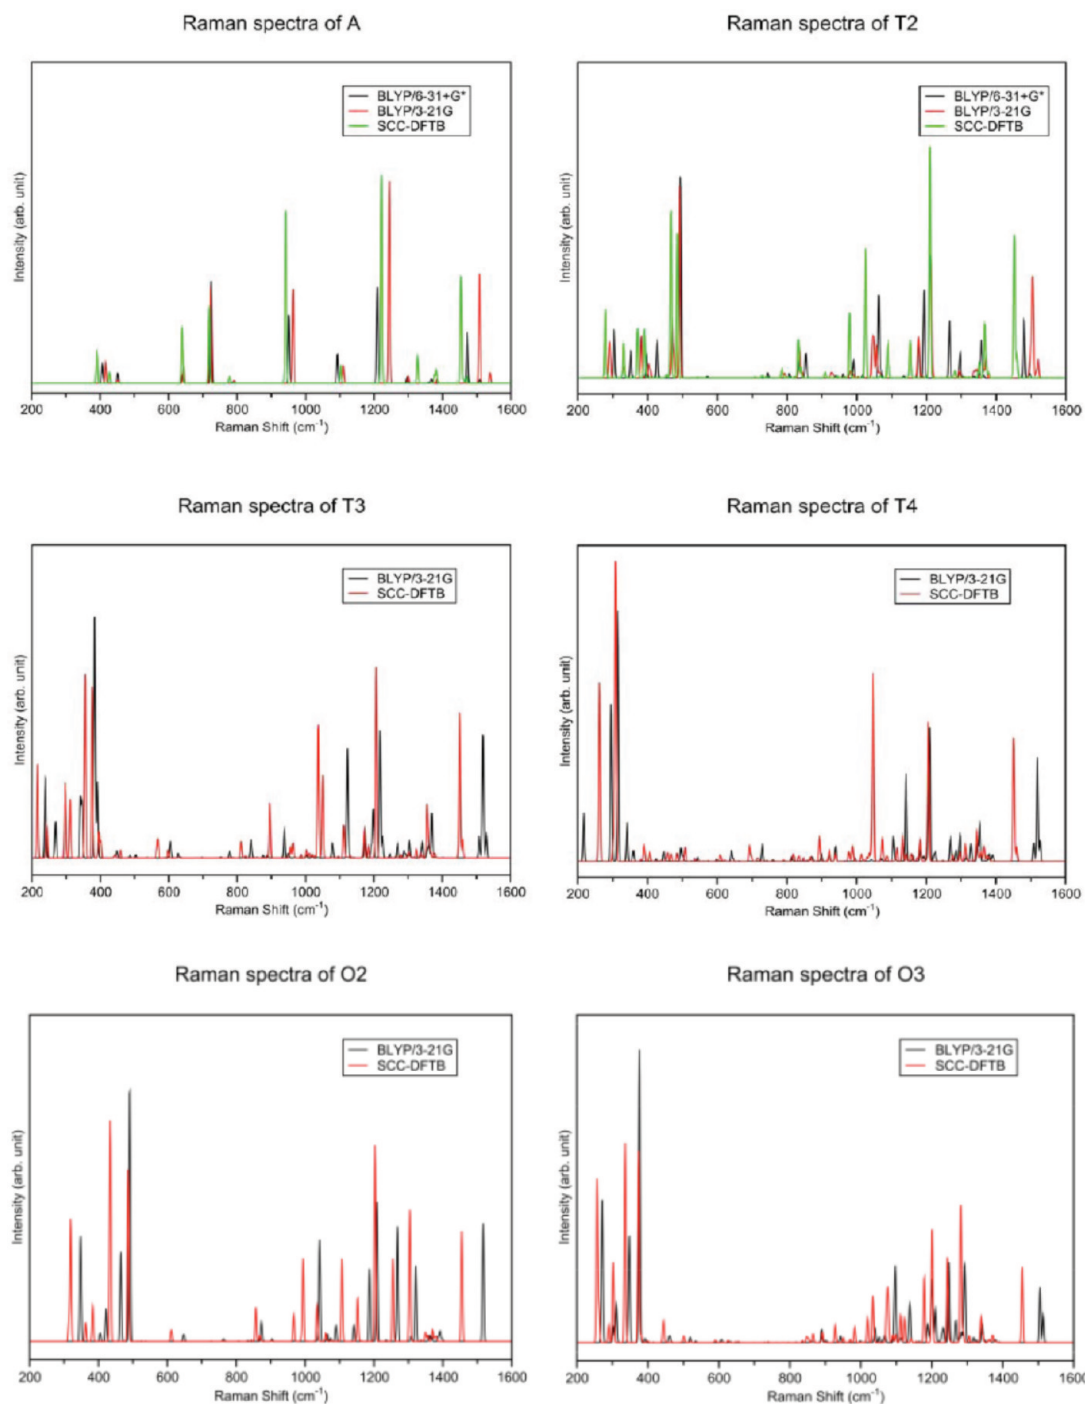 Raman spectra of A
BLYP/6-31+G*
BLYP/3-21G
SCC-DFTB
Intensity (arb. unit)
200 400 600 800 1000 1200 1400 1600
Raman Shift (cm⁻¹)
Raman spectra of T2
BLYP/6-31+G*
BLYP/3-21G
SCC-DFTB
Intensity (arb. unit)
200 400 600 800 1000 1200 1400 1600
Raman Shift (cm⁻¹)
Raman spectra of T3
BLYP/3-21G
SCC-DFTB
Intensity (arb. unit)
200 400 600 800 1000 1200 1400 1600
Raman Shift (cm⁻¹)
Raman spectra of T4
BLYP/3-21G
SCC-DFTB
Intensity (arb. unit)
200 400 600 800 1000 1200 1400 1600
Raman Shift (cm⁻¹)
Raman spectra of O2
BLYP/3-21G
SCC-DFTB
Intensity (arb. unit)
200 400 600 800 1000 1200 1400 1600
Raman Shift (cm⁻¹)
Raman spectra of O3
BLYP/3-21G
SCC-DFTB
Intensity (arb. unit)
200 400 600 800 1000 1200 1400 1600
Raman Shift (cm⁻¹)